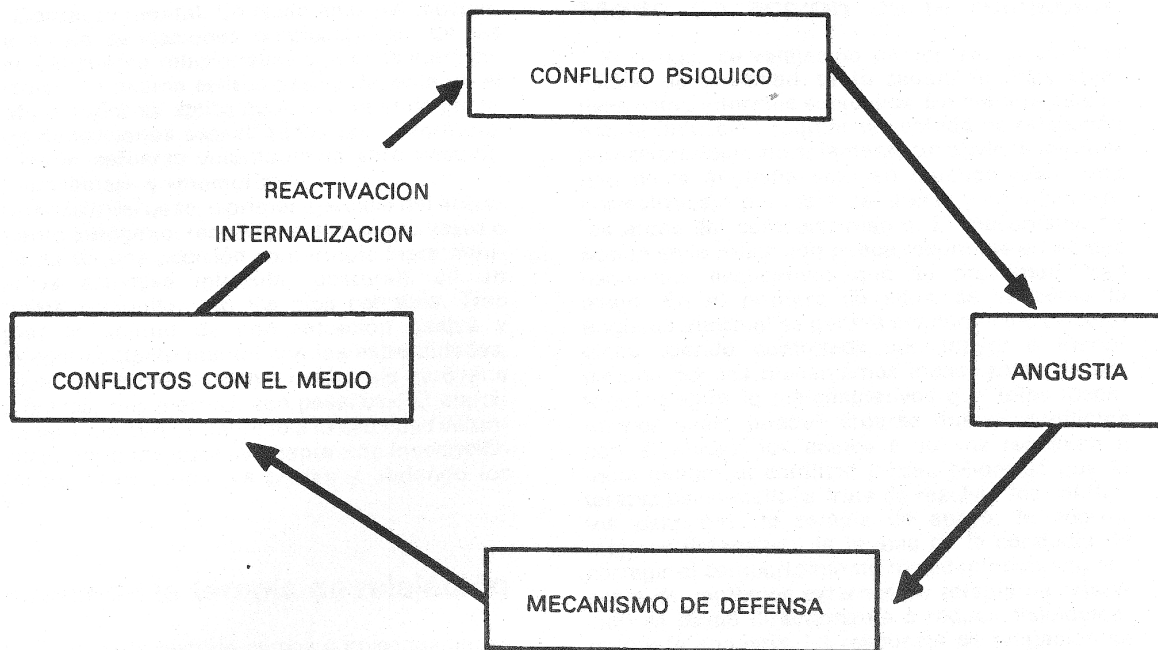 CONFLICTO PSIQUICO
REACTIVACION
INTERNALIZACION
CONFLICTOS CON EL MEDIO
ANGUSTIA
MECANISMO DE DEFENSA